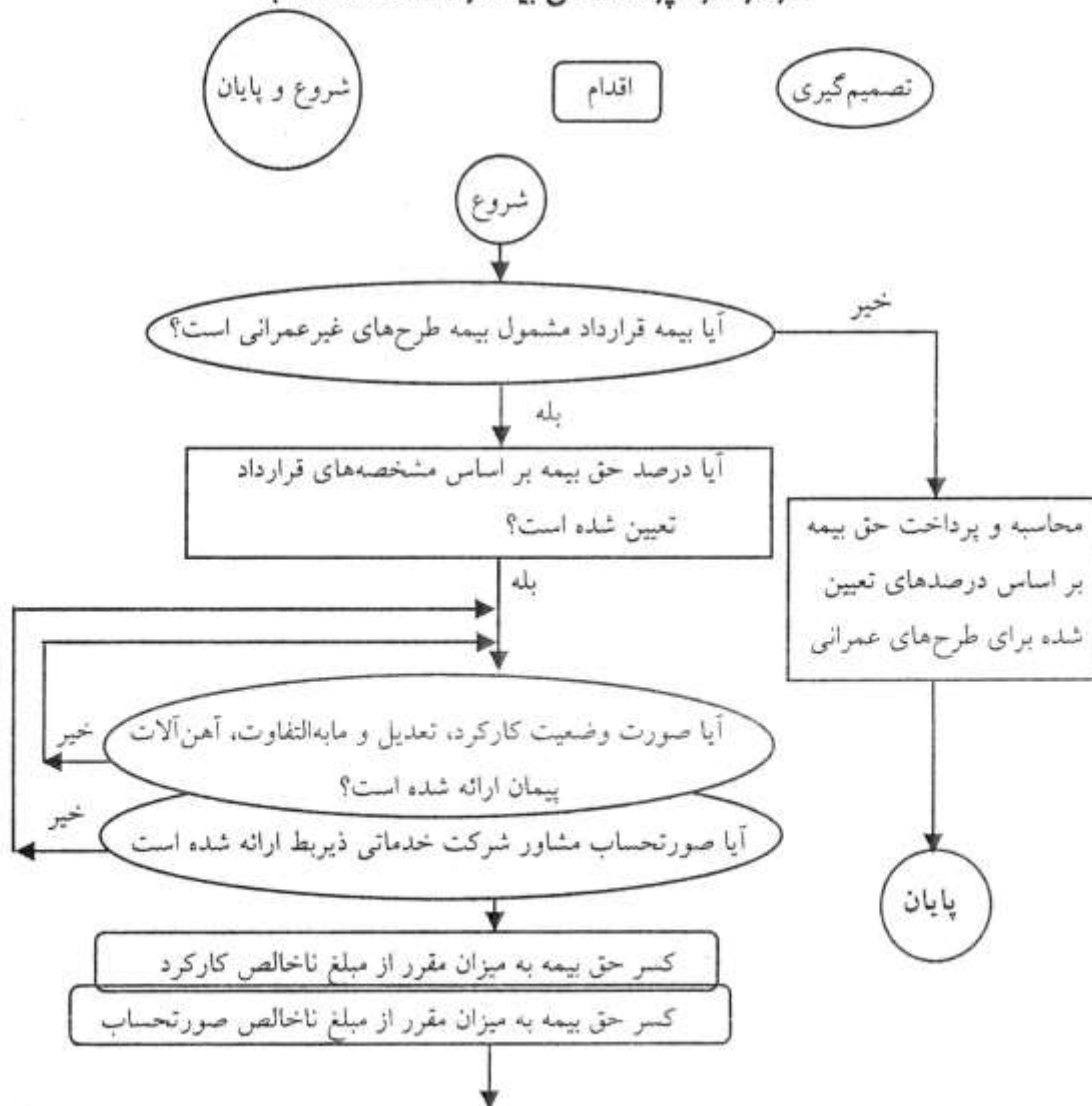 شروع و پایان
اقدام
تصمیم‌گیری
شروع
آیا بیمه قرارداد مشمول بیمه طرح‌های غیرعمرانی است؟
خیر
بله
آیا درصد حق بیمه بر اساس مشخصه‌های قرارداد
تعیین شده است؟
بله
محاسبه و پرداخت حق بیمه
بر اساس درصدهای تعیین
شده برای طرح‌های عمرانی
آیا صورت وضعیت کارکرد، تعدیل و مابه‌التفاوت، آهن‌آلات
پیمان ارائه شده است؟
خیر
آیا صورتحساب مشاور شرکت خدماتی ذیربط ارائه شده است
خیر
پایان
کسر حق بیمه به میزان مقرر از مبلغ ناخالص کارکرد
کسر حق بیمه به میزان مقرر از مبلغ ناخالص صورتحساب